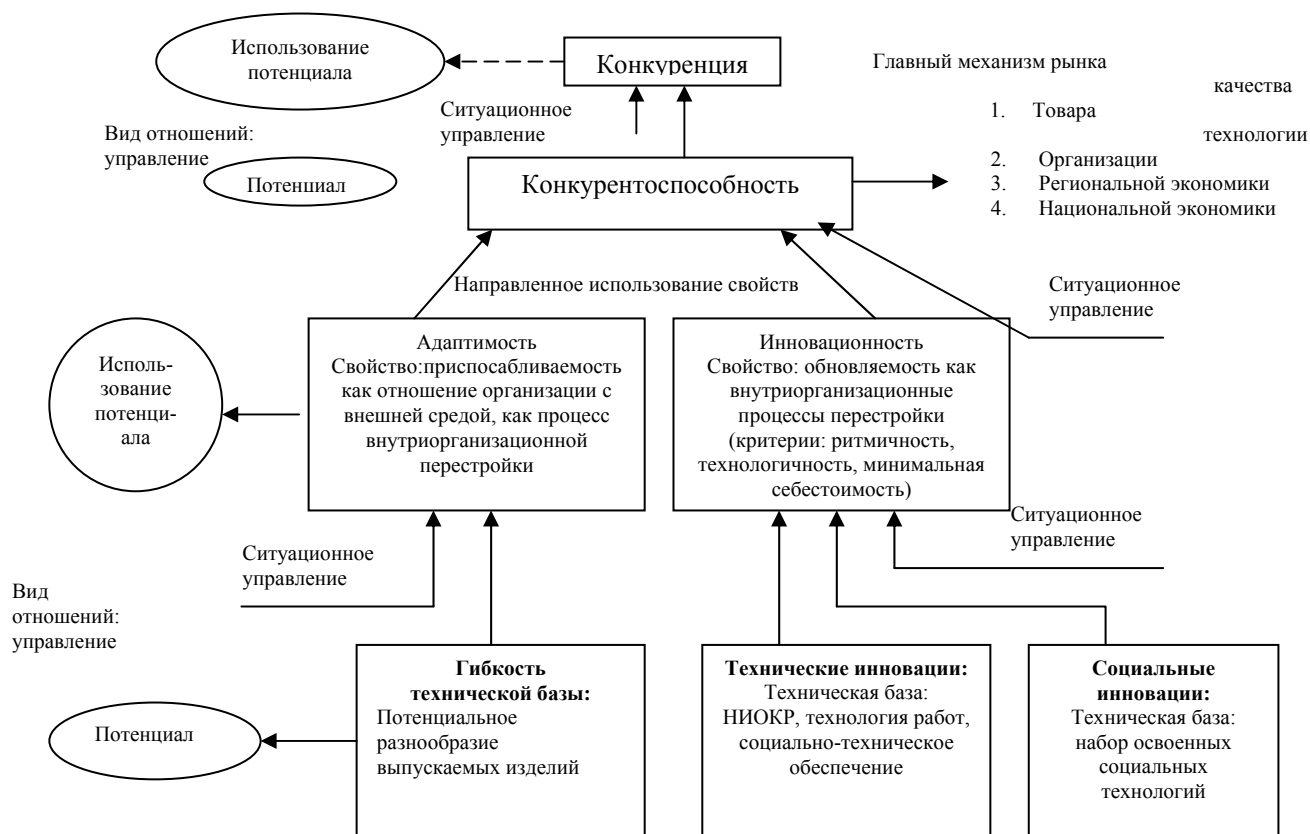 Использование
потенциала
Конкуренция
Главный механизм рынка
качества
1. Товара
технологии
2. Организации
3. Региональной экономики
4. Национальной экономики
Ситуационное
управление
Вид отношений:
управление
Потенциал
Конкурентоспособность
Направленное использование свойств
Ситуационное
управление
Исполь-
зование
потенци-
ала
Адаптимость
Свойство:приспосабливаемость
как отношение организации с
внешней средой, как процесс
внутриорганизационной
перестройки
Инновационность
Свойство: обновляемость как
внутриорганизационные
процессы перестройки
(критерии: ритмичность,
технологичность, минимальная
себестоимость)
Ситуационное
управление
Ситуационное
управление
Вид
отношений:
управление
Гибкость
технической базы:
Потенциальное
разнообразие
выпускаемых изделий
Технические инновации:
Техническая база:
НИОКР, технология работ,
социально-техническое
обеспечение
Социальные
инновации:
Техническая база:
набор освоенных
социальных
технологий
Потенциал